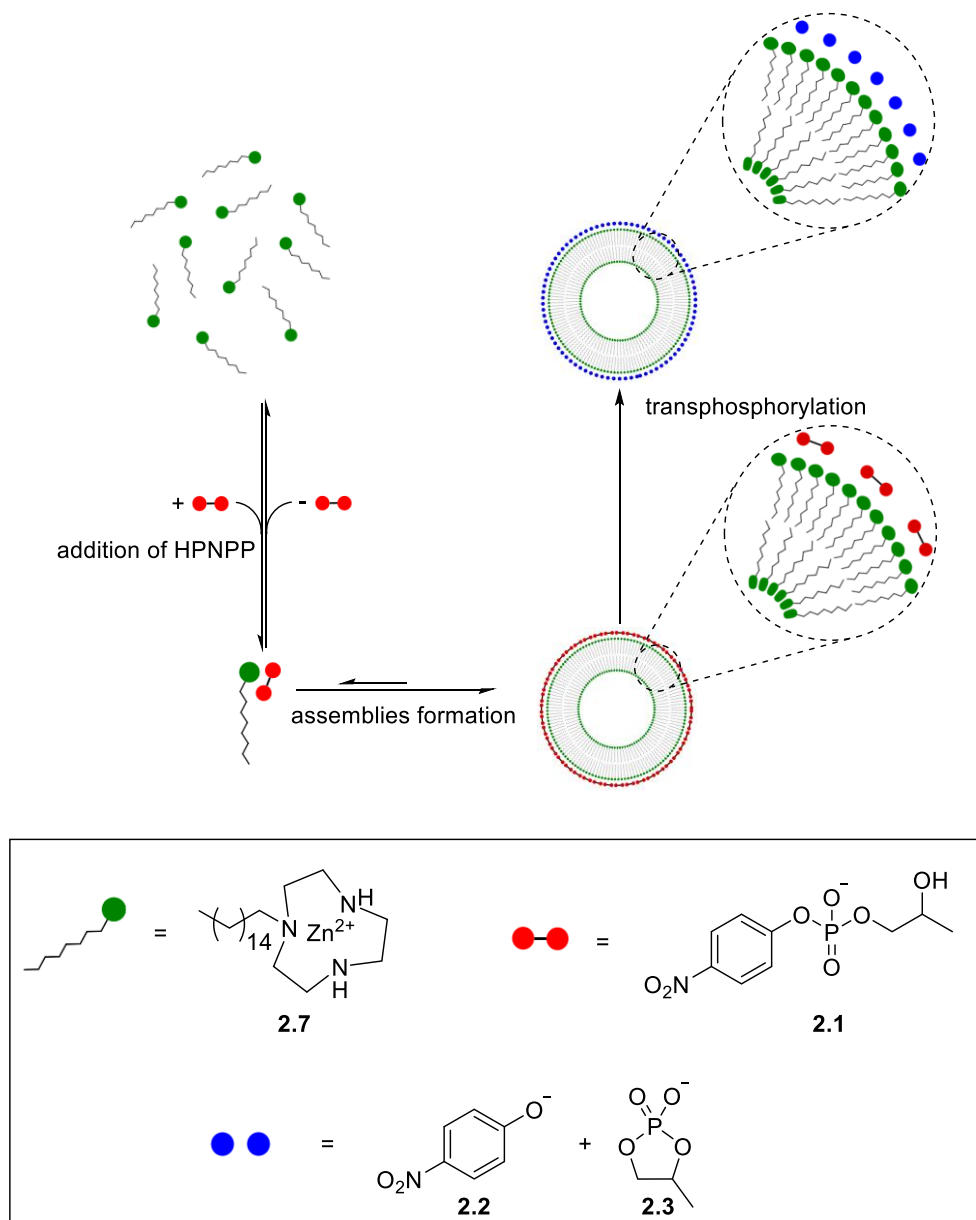 transphosphorylation
+
-
addition of HPNPP
assemblies formation
=
14
N
Zn²⁺
NH
N
H
2.7
=
O₂N
O
P
O⁻
O
O
OH
2.1
=
O₂N
O⁻
2.2
+
O
O⁻
P
O
O
2.3